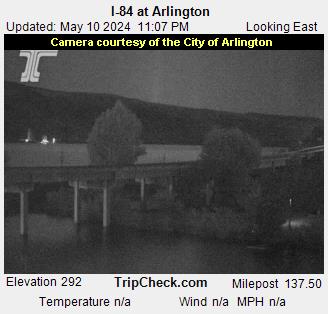 I-84 at Arlington
Updated: May 10 2024 11:07 PM Looking East
Camera courtesy of the City of Arlington
Elevation 292 TripCheck.com Milepost 137.50
Temperature n/a Wind n/a MPH n/a